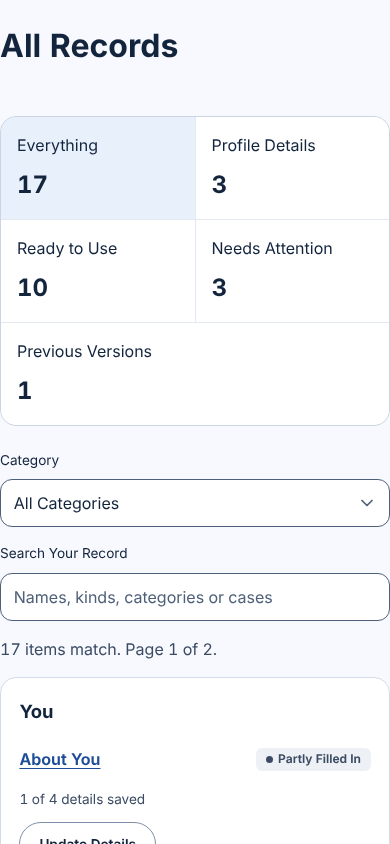 All Records
Everything
17
Profile Details
3
Ready to Use
10
Needs Attention
3
Previous Versions
1
Category
All Categories
Search Your Record
Names, kinds, categories or cases
17 items match. Page 1 of 2.
You
About You
Partly Filled In
1 of 4 details saved
Update Details